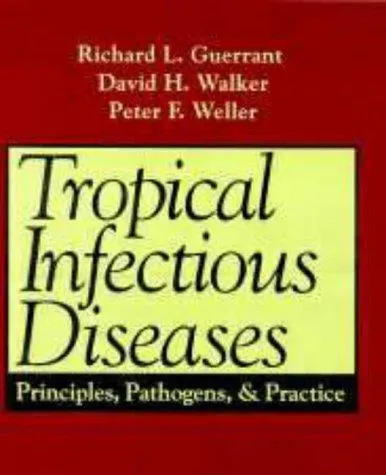 Richard L. Guerrant
David H. Walker
Peter F. Weller
Tropical
Infectious
Diseases
Principles, Pathogens, & Practice